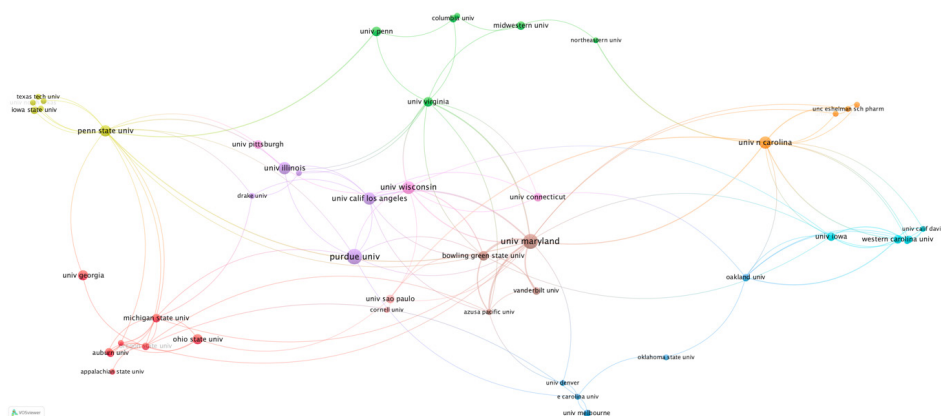 columbia univ
midwestern univ
univ penn
northeastern univ
texas tech univ
iowa state univ
univ virginia
unc eshelman sch pharm
penn state univ
univ pittsburgh
univ n carolina
univ illinois
univ wisconsin
drake univ
univ calif los angeles
univ connecticut
univ calif davi
univ maryland
univ iowa
western carolina univ
purdue univ
bowling green state univ
univ georgia
oakland univ
vanderbilt univ
univ sao paulo
cornell univ
azusa pacific univ
michigan state univ
ohio state univ
auburn univ
oklahoma state univ
appalachian state univ
univ denver
e carolina univ
univ melbourne
VOSviewer